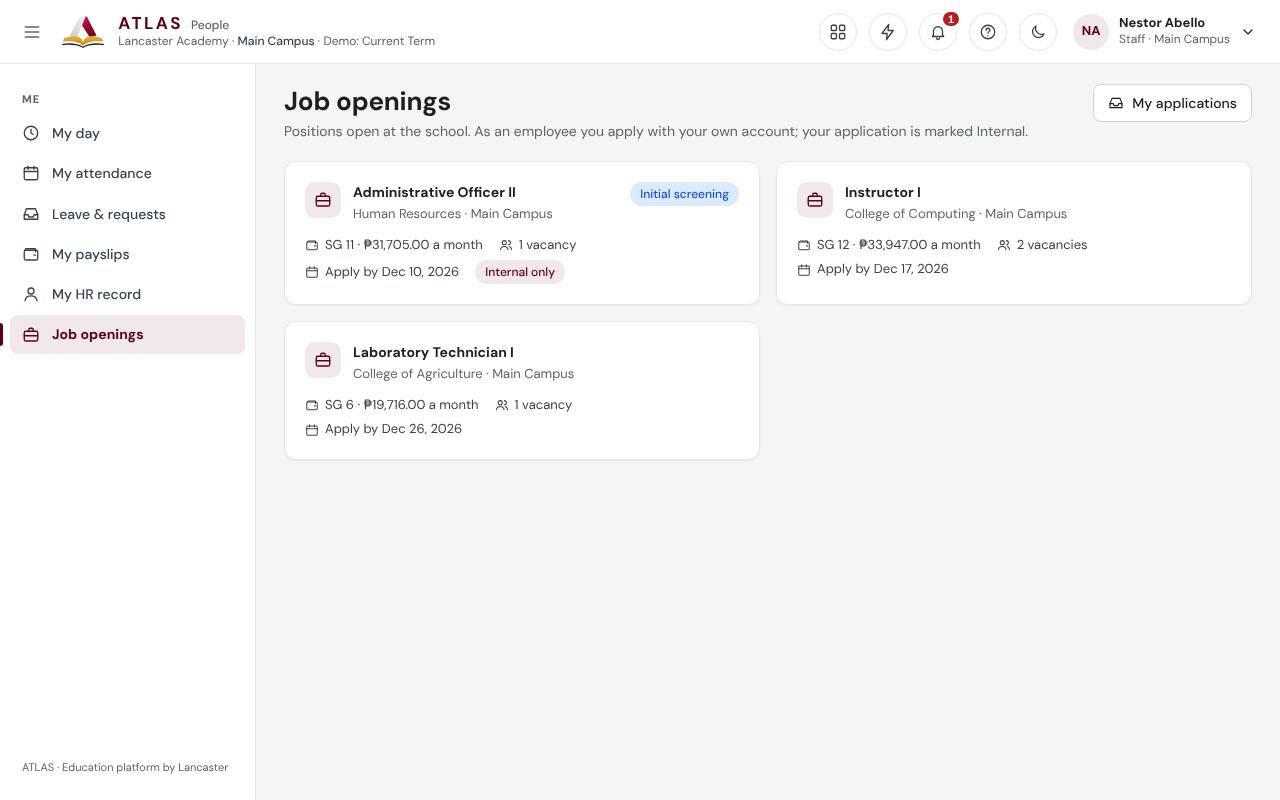 ATLAS People
Lancaster Academy · Main Campus · Demo: Current Term
1
NA
Nestor Abello
Staff · Main Campus
ME
My day
My attendance
Leave & requests
My payslips
My HR record
Job openings
ATLAS · Education platform by Lancaster
Job openings
My applications
Positions open at the school. As an employee you apply with your own account; your application is marked Internal.
Administrative Officer II
Initial screening
Human Resources · Main Campus
SG 11 · ₱31,705.00 a month 1 vacancy
Apply by Dec 10, 2026 Internal only
Instructor I
College of Computing · Main Campus
SG 12 · ₱33,947.00 a month 2 vacancies
Apply by Dec 17, 2026
Laboratory Technician I
College of Agriculture · Main Campus
SG 6 · ₱19,716.00 a month 1 vacancy
Apply by Dec 26, 2026